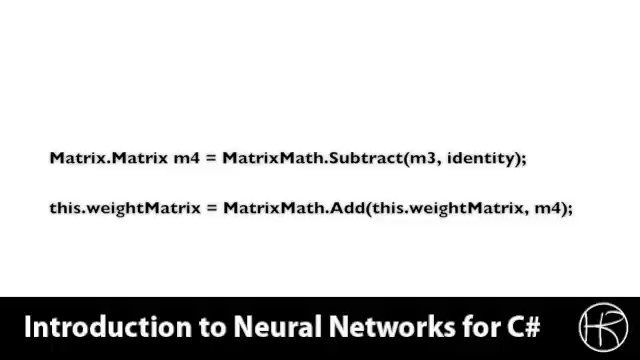 Matrix.Matrix m4 = MatrixMath.Subtract(m3, identity);
this.weightMatrix = MatrixMath.Add(this.weightMatrix, m4);
Introduction to Neural Networks for C#